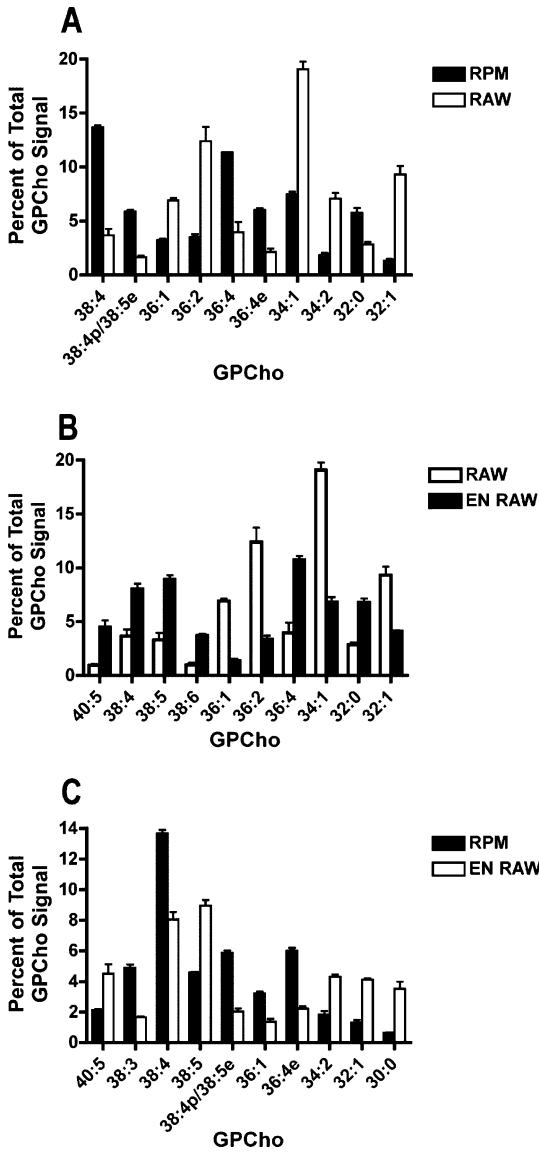 A
Percent of Total
GPCho Signal
20
15
10
5
0
RPM
RAW
38:4
38:4p/38:5e
36:1
36:2
36:4
36:4e
34:1
34:2
32:0
32:1
GPCho
B
Percent of Total
GPCho Signal
20
15
10
5
0
RAW
EN RAW
40:5
38:4
38:5
38:6
36:1
36:2
36:4
34:1
32:0
32:1
GPCho
C
Percent of Total
GPCho Signal
14
12
10
8
6
4
2
0
RPM
EN RAW
40:5
38:3
38:4
38:5
38:4p/38:5e
36:1
36:4e
34:2
32:1
30:0
GPCho